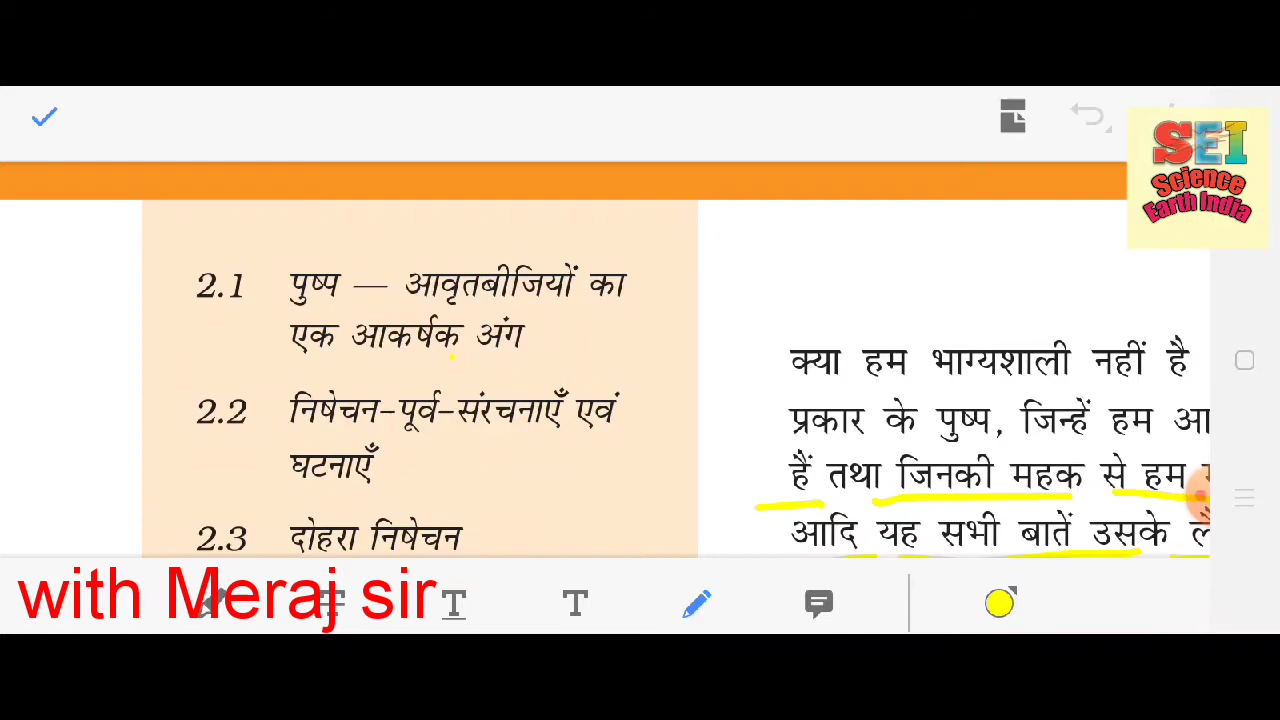 SEI
Science
Earth India
2.1 पुष्प — आवृतबीजियों का
एक आकर्षक अंग
2.2 निषेचन-पूर्व-संरचनाएँ एवं
घटनाएँ
2.3 दोहरा निषेचन
क्या हम भाग्यशाली नहीं है
प्रकार के पुष्प, जिन्हें हम आ
हैं तथा जिनकी महक से हम
आदि यह सभी बातें उसके ल
with Meraj sir
T T T